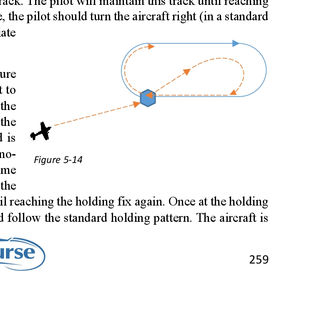 rack. The pilot will maintain this track until reaching
e, the pilot should turn the aircraft right (in a standard
ate
ure
t to
the
the
d is
no-
me
the
Figure 5-14
il reaching the holding fix again. Once at the holding
d follow the standard holding pattern. The aircraft is
urse
259